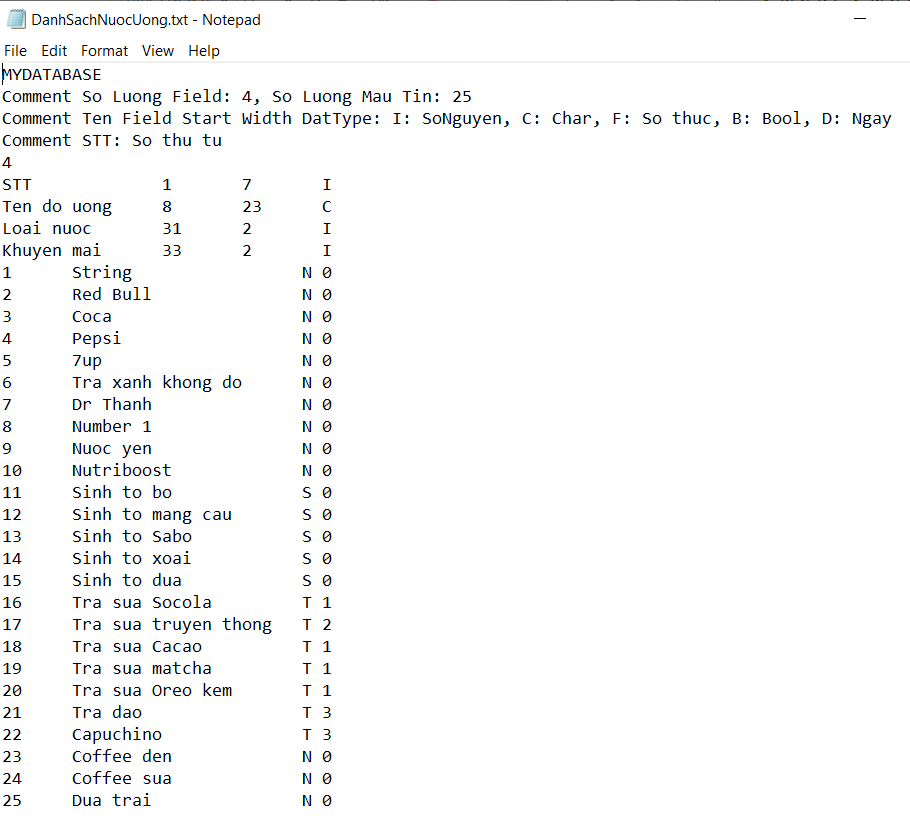 DanhSachNuocUong.txt - Notepad
File Edit Format View Help
MYDATABASE
Comment So Luong Field: 4, So Luong Mau Tin: 25
Comment Ten Field Start Width DatType: I: SoNguyen, C: Char, F: So thuc, B: Bool, D: Ngay
Comment STT: So thu tu
4
STT 1 7 I
Ten do uong 8 23 C
Loai nuoc 31 2 I
Khuyen mai 33 2 I
1 String N 0
2 Red Bull N 0
3 Coca N 0
4 Pepsi N 0
5 7up N 0
6 Tra xanh khong do N 0
7 Dr Thanh N 0
8 Number 1 N 0
9 Nuoc yen N 0
10 Nutriboost N 0
11 Sinh to bo S 0
12 Sinh to mang cau S 0
13 Sinh to Sabo S 0
14 Sinh to xoai S 0
15 Sinh to dua S 0
16 Tra sua Socola T 1
17 Tra sua truyen thong T 2
18 Tra sua Cacao T 1
19 Tra sua matcha T 1
20 Tra sua Oreo kem T 1
21 Tra dao T 3
22 Capuchino T 3
23 Coffee den N 0
24 Coffee sua N 0
25 Dua trai N 0